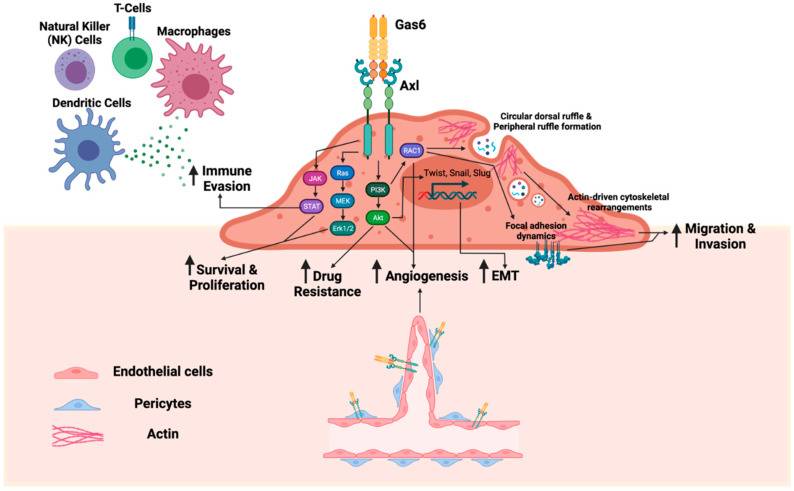 T-Cells
Natural Killer
(NK) Cells
Macrophages
Dendritic Cells
Gas6
Axl
Circular dorsal ruffle &
Peripheral ruffle formation
RAC1
JAK
Ras
PI3K
Twist, Snail, Slug
STAT
MEK
Akt
Erk1/2
Immune
Evasion
Actin-driven cytoskeletal
rearrangements
Focal adhesion
dynamics
Migration &
Invasion
Survival &
Proliferation
Drug
Resistance
Angiogenesis
EMT
Endothelial cells
Pericytes
Actin